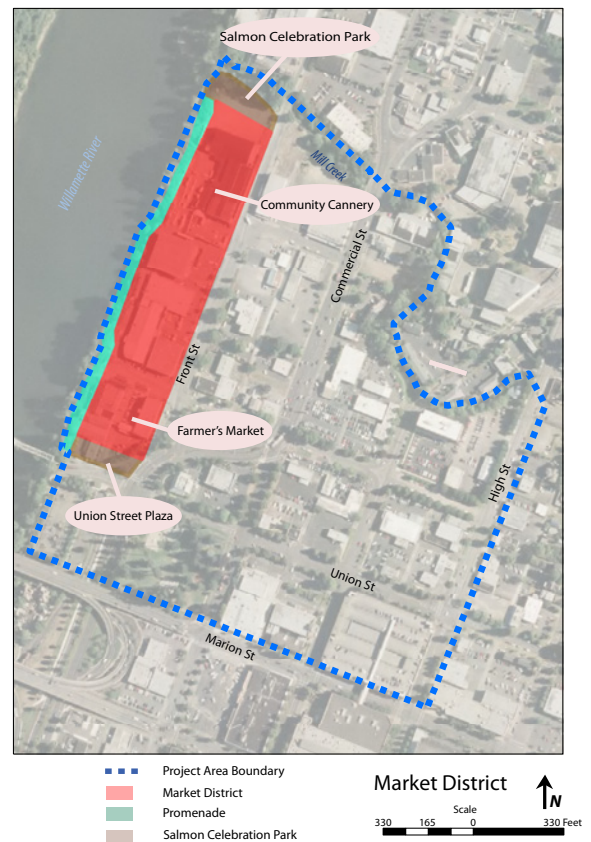 Salmon Celebration Park
Willamette River
Mill Creek
Community Cannery
Commercial St
Front St
Farmer's Market
High St
Union Street Plaza
Union St
Marion St
Project Area Boundary
Market District
Promenade
Salmon Celebration Park
Market District
N
Scale
330 165 0 330 Feet